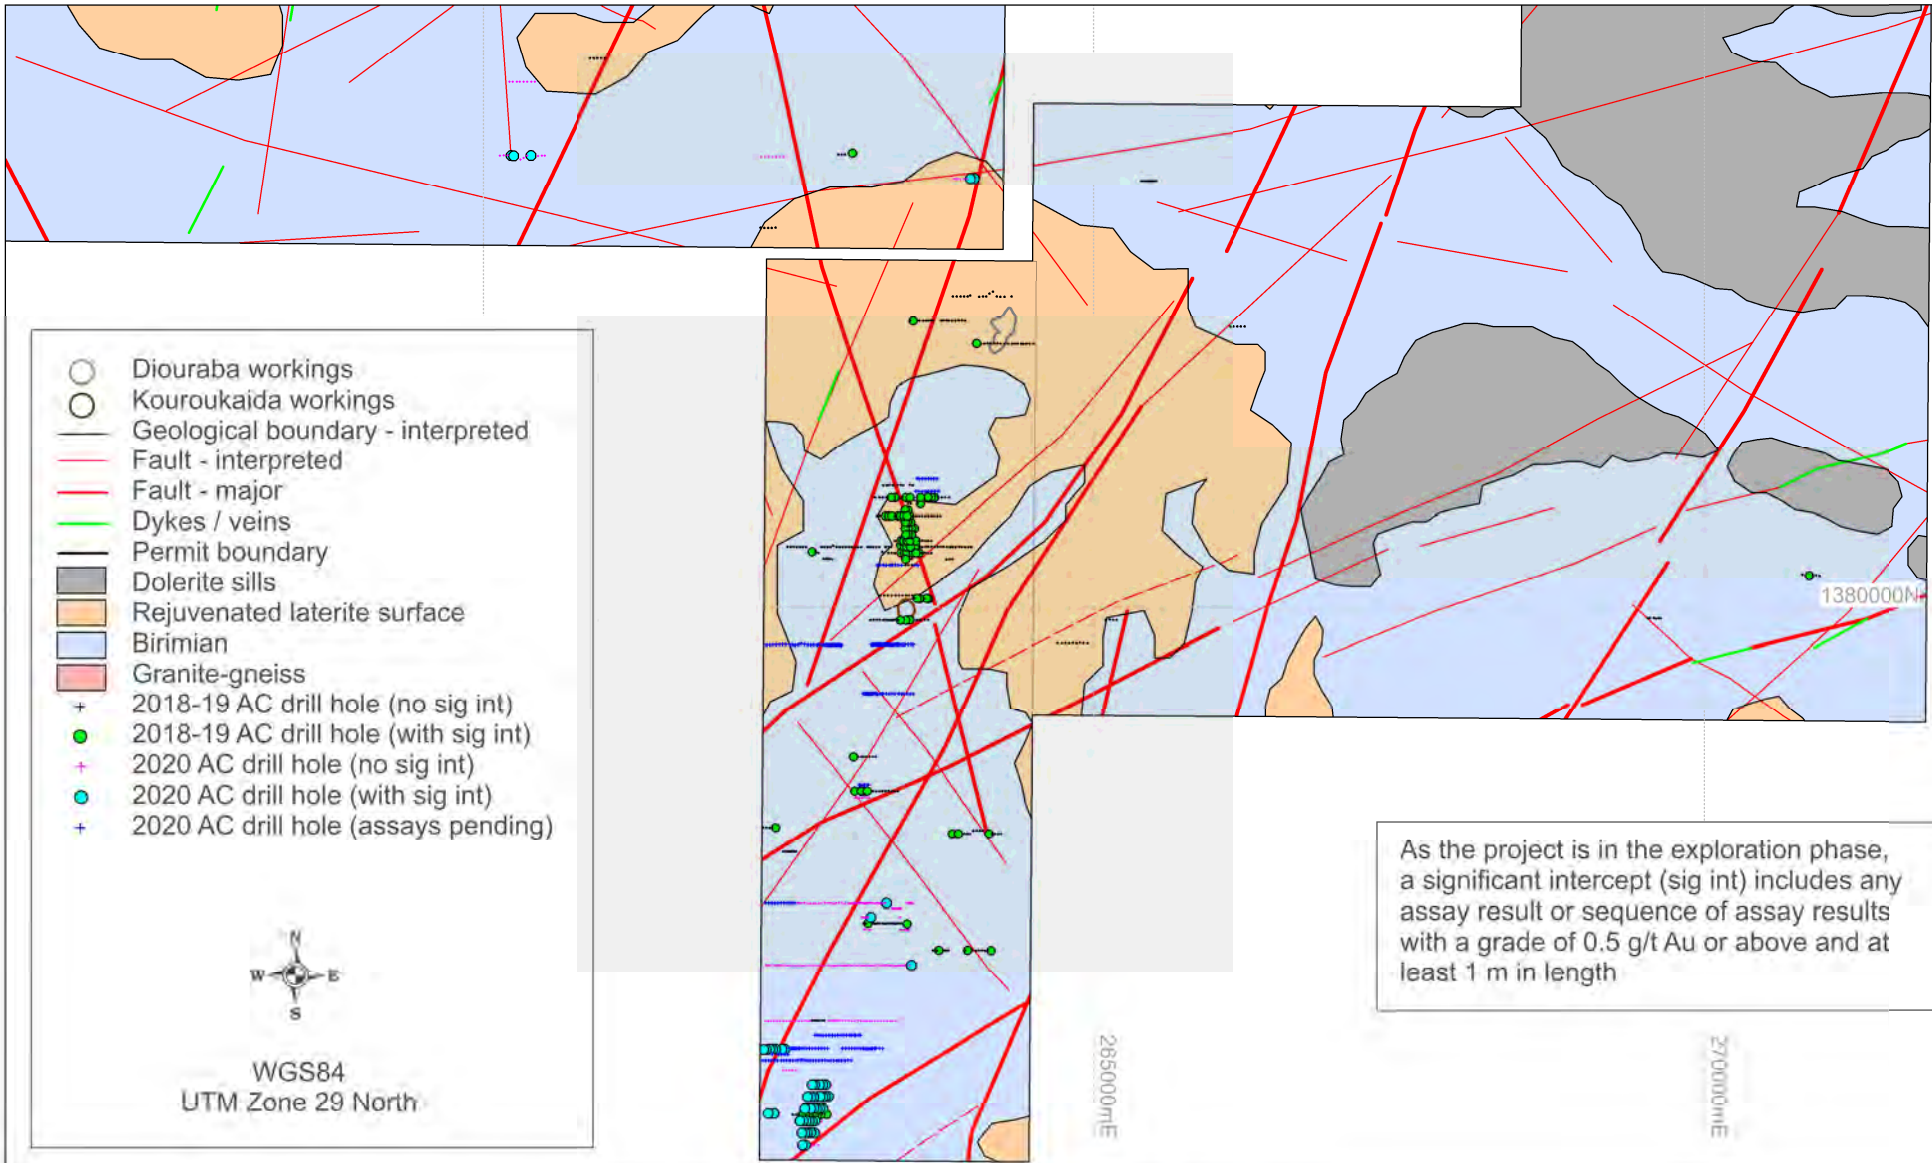 Diouraba workings
Kouroukaida workings
Geological boundary - interpreted
Fault - interpreted
Fault - major
Dykes / veins
Permit boundary
Dolerite sills
Rejuvenated laterite surface
Birimian
Granite-gneiss
2018-19 AC drill hole (no sig int)
2018-19 AC drill hole (with sig int)
2020 AC drill hole (no sig int)
2020 AC drill hole (with sig int)
2020 AC drill hole (assays pending)
N
W E
S
WGS84
UTM Zone 29 North
1380000N
As the project is in the exploration phase,
a significant intercept (sig int) includes any
assay result or sequence of assay results
with a grade of 0.5 g/t Au or above and at
least 1 m in length
265000mE
270000mE